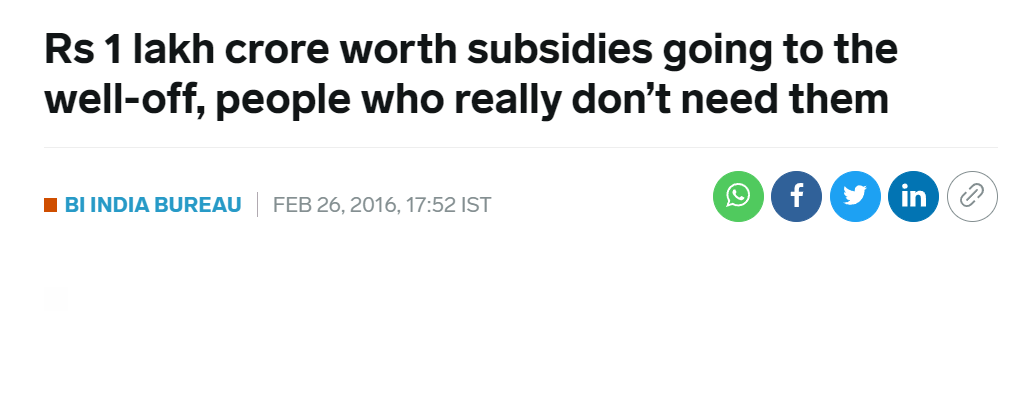 Rs 1 lakh crore worth subsidies going to the
well-off, people who really don’t need them
BI INDIA BUREAU FEB 26, 2016, 17:52 IST
f in